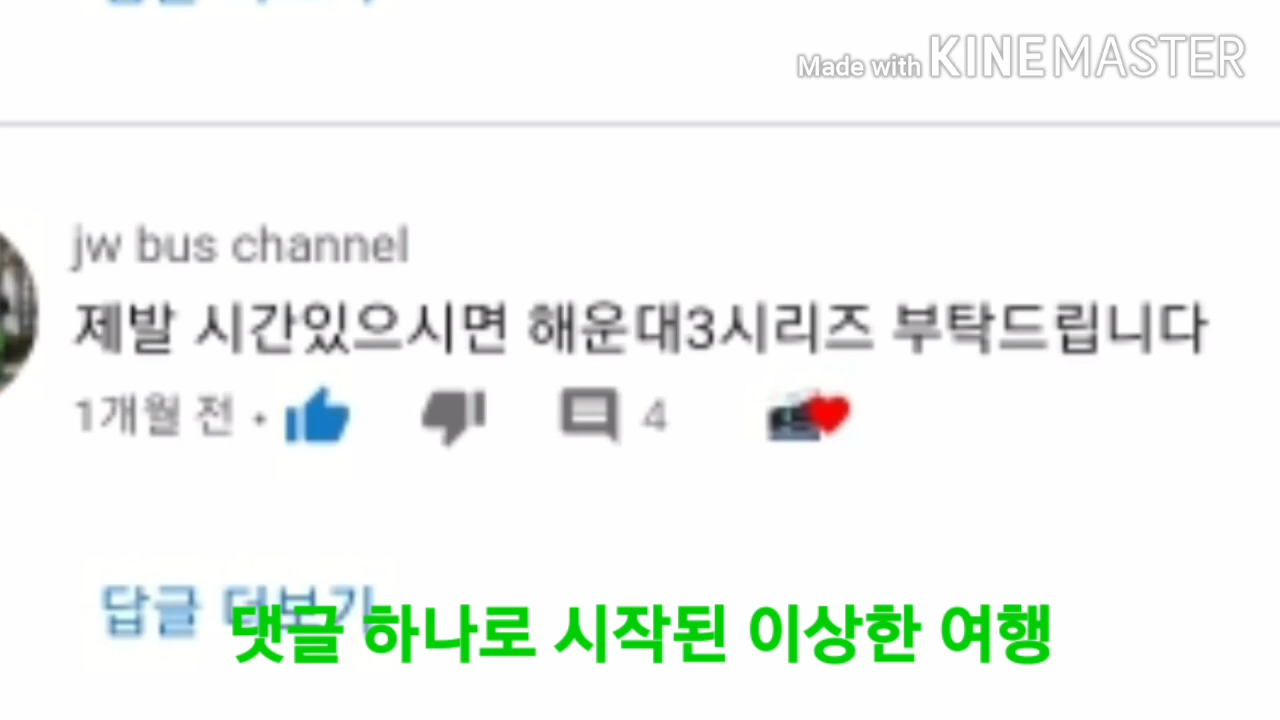 Made with KINEMASTER
jw bus channel
제발 시간있으시면 해운대3시리즈 부탁드립니다
1개월 전 • 4
답글 더보기
댓글 하나로 시작된 이상한 여행